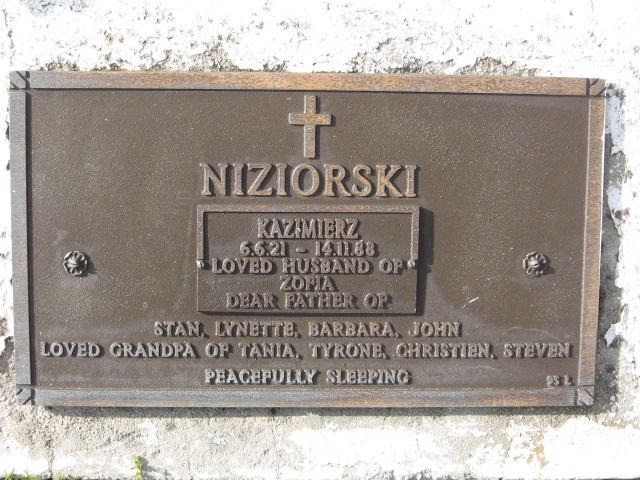 NIZIORSKI
KAZIMIERZ
6.6.21 - 14.11.88
LOVED HUSBAND OF
ZOFIA
DEAR FATHER OF
STAN, LYNETTE, BARBARA, JOHN
LOVED GRANDPA OF TANIA, TYRONE, CHRISTIEN, STEVEN
PEACEFULLY SLEEPING